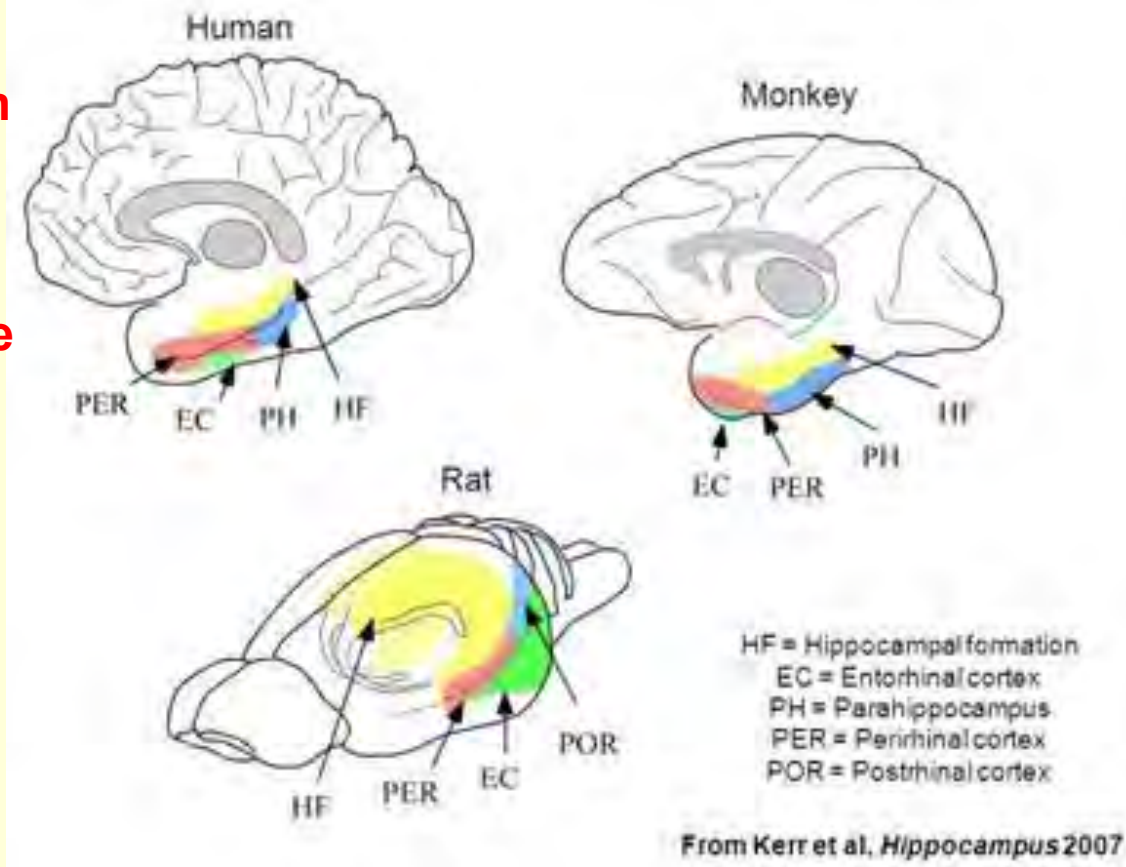 Human
n
Monkey
e
PER
EC
PH
HF
HF
PH
EC
PER
Rat
POR
EC
PER
HF
HF = Hippocampal formation
EC = Entorhinal cortex
PH = Parahippocampus
PER = Perirhinal cortex
POR = Postrhinal cortex
From Kerr et al, Hippocampus 2007